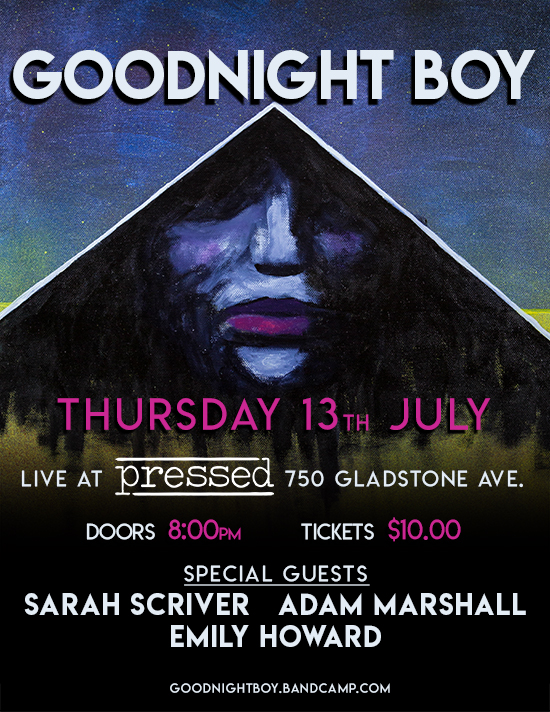 GOODNIGHT BOY
THURSDAY 13TH JULY
LIVE AT pressed 750 GLADSTONE AVE.
DOORS 8:00PM TICKETS $10.00
SPECIAL GUESTS
SARAH SCRIVER ADAM MARSHALL
EMILY HOWARD
GOODNIGHTBOY.BANDCAMP.COM